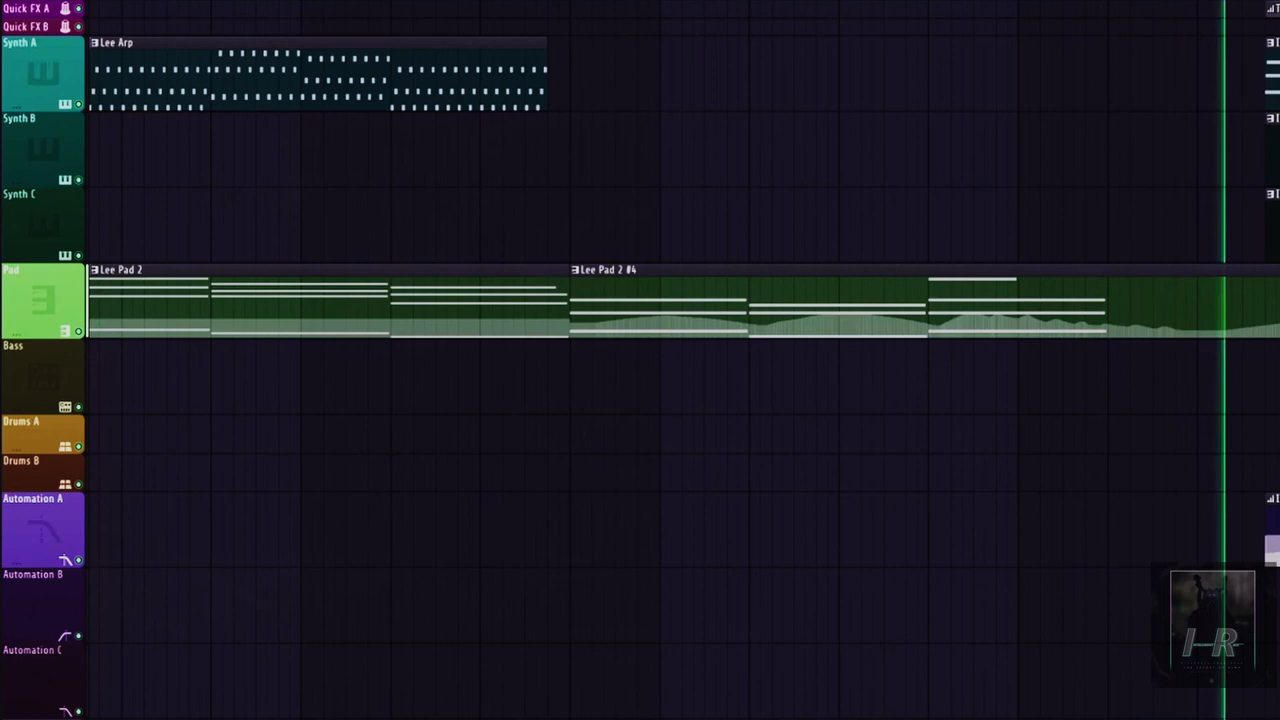 Quick FX A
Quick FX B
Synth A
Lee Arp
Synth B
Synth C
Pad
Lee Pad 2
Lee Pad 2 #4
Bass
Drums A
Drums B
Automation A
Automation B
Automation C
I-R